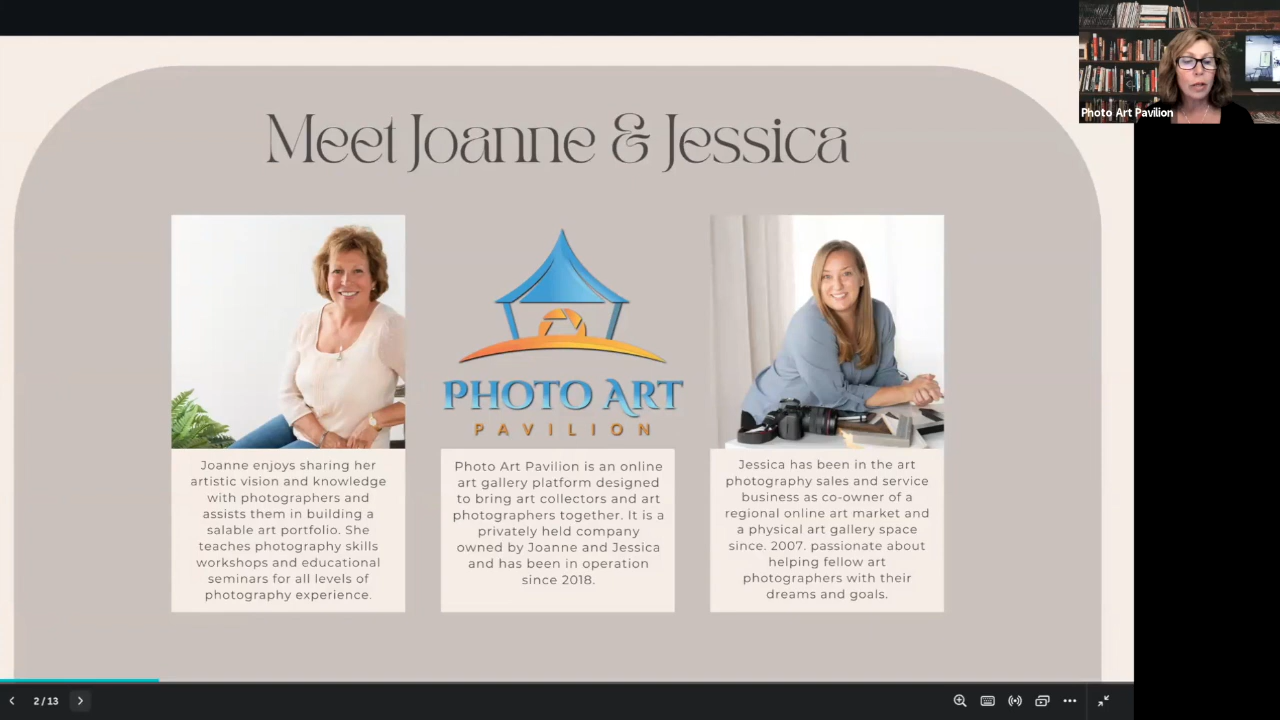 Photo Art Pavilion
Meet Joanne & Jessica
PHOTO ART
PAVILION
Joanne enjoys sharing her
artistic vision and knowledge
with photographers and
assists them in building a
salable art portfolio. She
teaches photography skills
workshops and educational
seminars for all levels of
photography experience.
Photo Art Pavilion is an online
art gallery platform designed
to bring art collectors and art
photographers together. It is a
privately held company
owned by Joanne and Jessica
and has been in operation
since 2018.
Jessica has been in the art
photography sales and service
business as co-owner of a
regional online art market and
a physical art gallery space
since. 2007. passionate about
helping fellow art
photographers with their
dreams and goals.
2 / 13